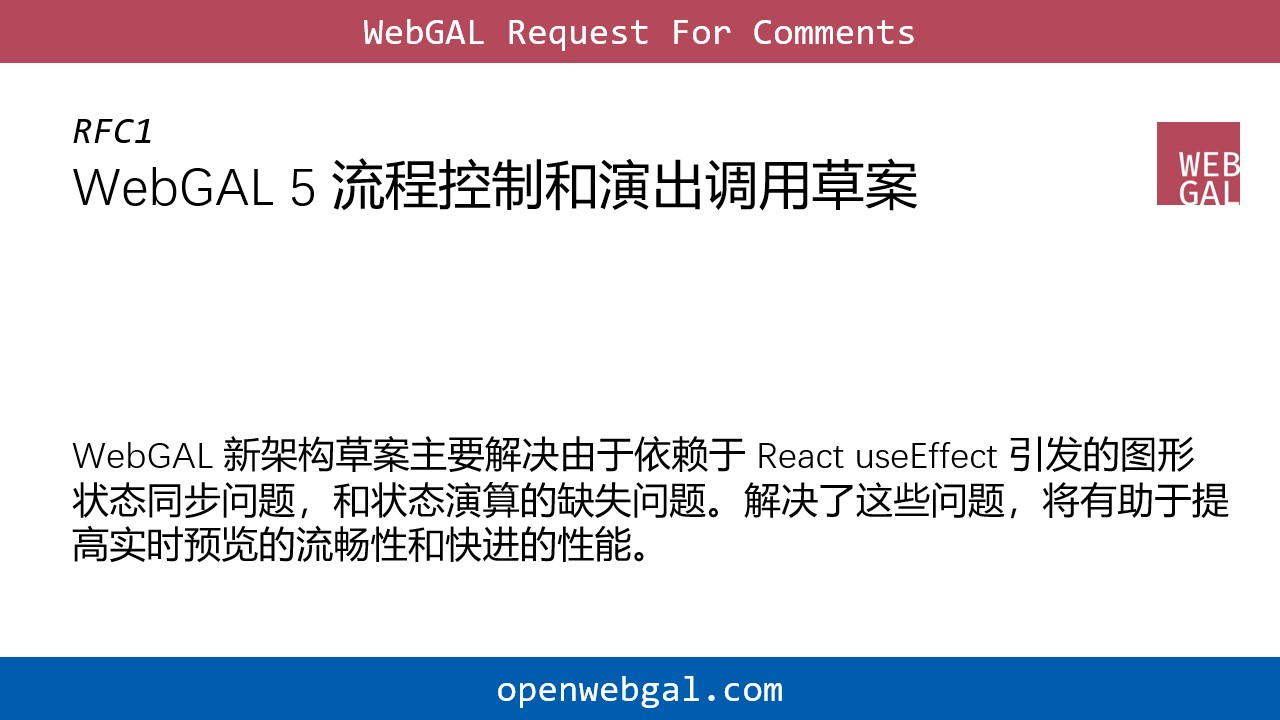 WebGAL Request For Comments
RFC1
WebGAL 5 流程控制和演出调用草案
WEB
GAL
WebGAL 新架构草案主要解决由于依赖于 React useEffect 引发的图形
状态同步问题，和状态演算的缺失问题。解决了这些问题，将有助于提
高实时预览的流畅性和快进的性能。
openwebgal.com